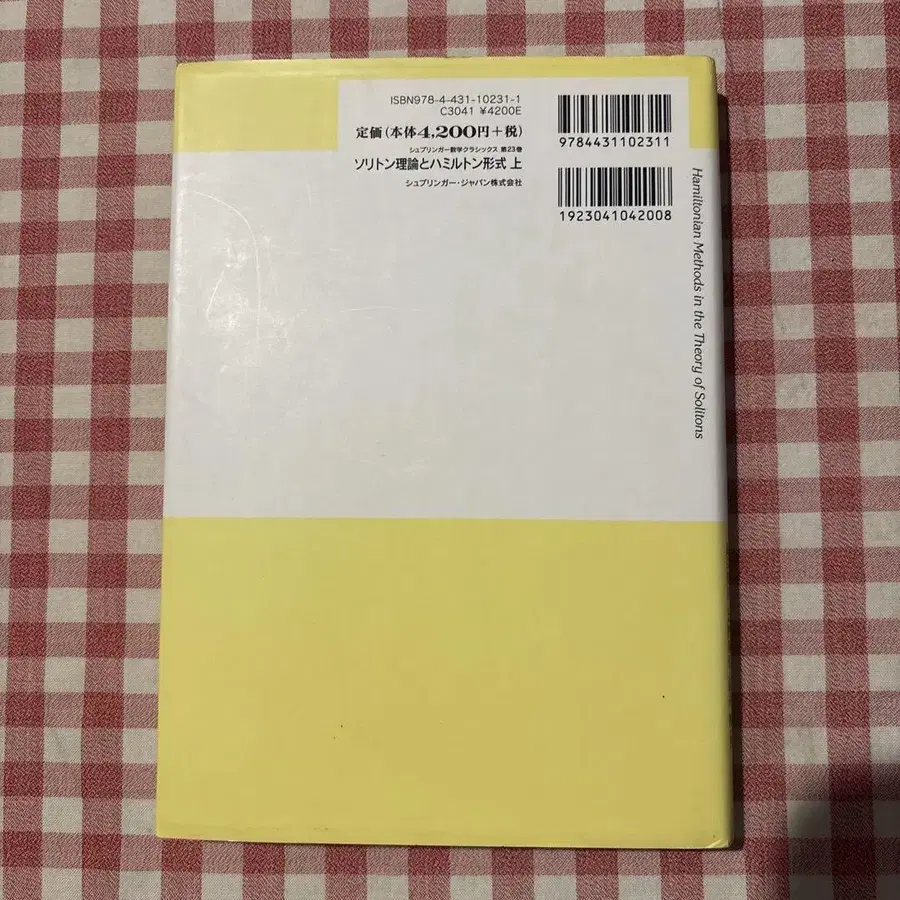 ISBN978-4-431-10231-1
C3041 ¥4200E
定価(本体4,200円+税)
シュプリンガー数学クラシックス 第23巻
ソリトン理論とハミルトン形式 上
シュプリンガー・ジャパン株式会社
9784431102311
1923041042008
Hamiltonian Methods in the Theory of Solitons